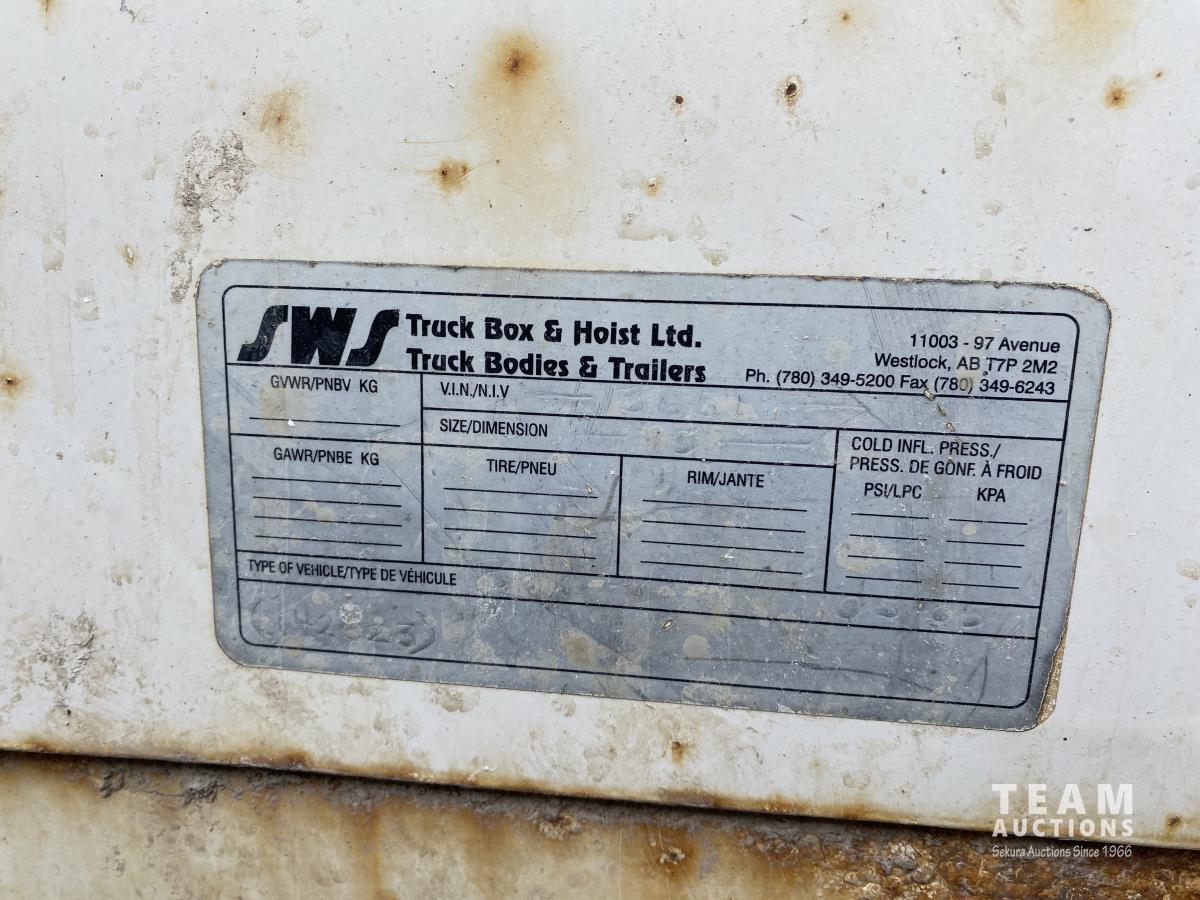 SWS
Truck Box & Hoist Ltd.
Truck Bodies & Trailers
11003 - 97 Avenue
Westlock, AB T7P 2M2
Ph. (780) 349-5200 Fax (780) 349-6243
GVWR/PNBV KG
V.I.N./N.I.V
SIZE/DIMENSION
GAWR/PNBE KG
TIRE/PNEU
RIM/JANTE
COLD INFL. PRESS./
PRESS. DE GONF. À FROID
PSI/LPC KPA
TYPE OF VEHICLE/TYPE DE VÉHICULE
TEAM
AUCTIONS
Sekura Auctions Since 1966